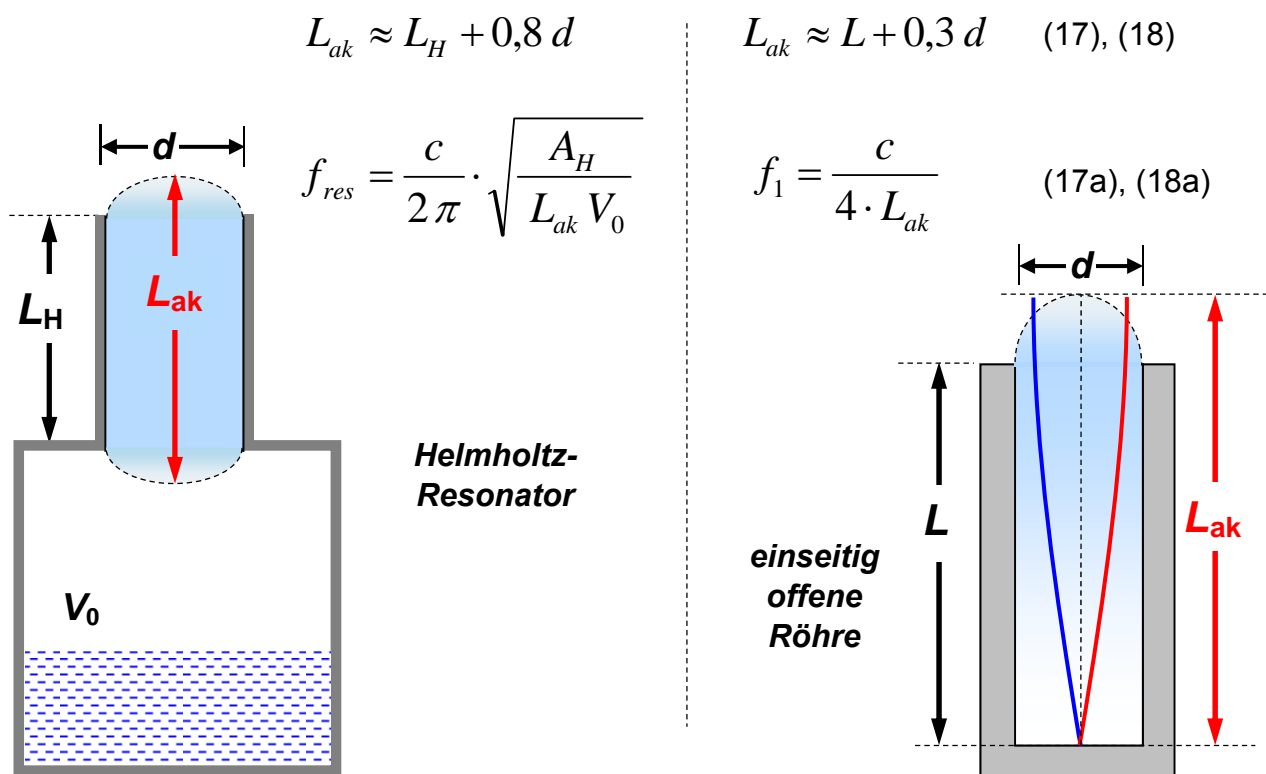 L_ak ≈ L_H + 0,8 d
L_ak ≈ L + 0,3 d (17), (18)
d
f_res = c / (2 π) · √(A_H / (L_ak V_0))
f_1 = c / (4 · L_ak) (17a), (18a)
d
L_H
L_ak
Helmholtz-
Resonator
L
L_ak
einseitig
offene
Röhre
V_0